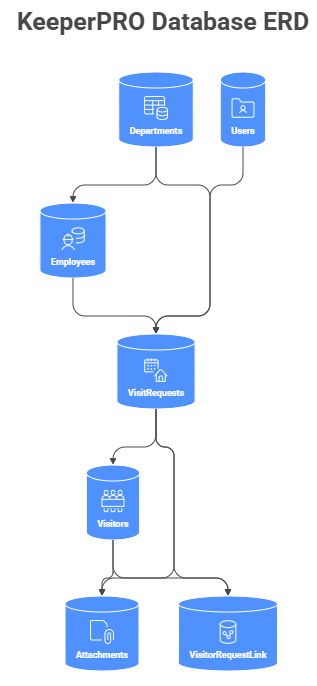 KeeperPRO Database ERD
Departments
Users
Employees
VisitRequests
Visitors
Attachments
VisitorRequestLink